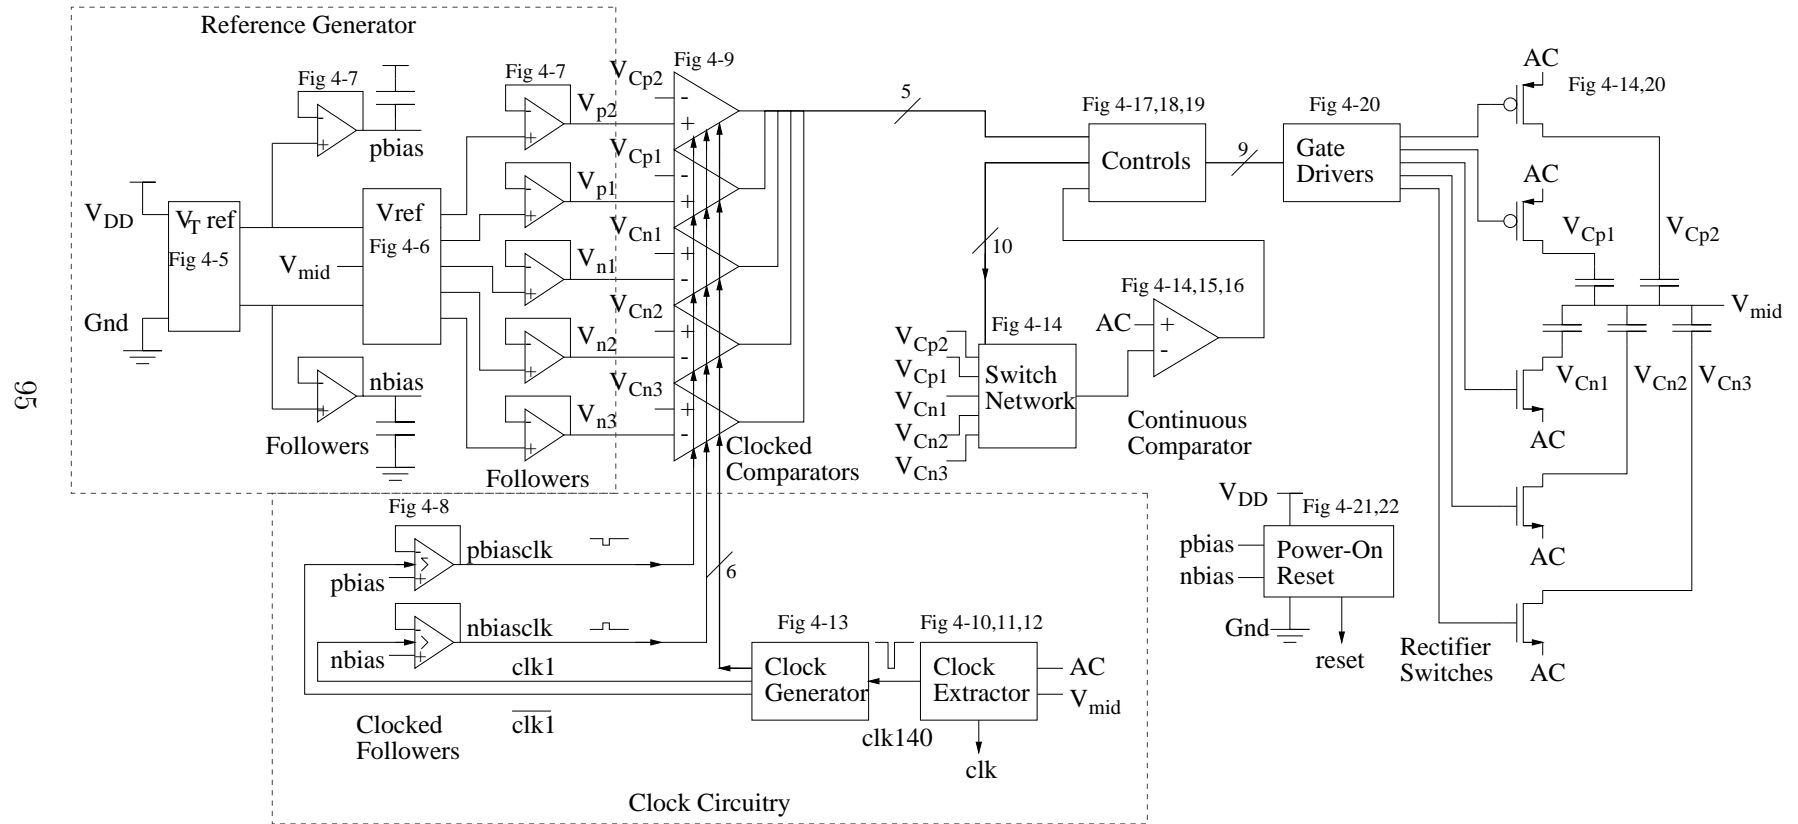 Reference Generator
Fig 4-7
pbias
V_DD
V_T ref
Fig 4-5
Gnd
V_mid
Vref
Fig 4-6
nbias
Followers
Fig 4-7
V_p2
V_p1
V_n1
V_n2
V_n3
Followers
Fig 4-9
V_Cp2
V_Cp1
V_Cn1
V_Cn2
V_Cn3
- +
- +
+ -
+ -
+ -
Clocked
Comparators
5
10
Fig 4-17,18,19
Controls
9
Fig 4-20
Gate
Drivers
Fig 4-14
V_Cp2
V_Cp1
V_Cn1
V_Cn2
V_Cn3
Switch
Network
Fig 4-14,15,16
AC
+
-
Continuous
Comparator
AC
Fig 4-14,20
AC
V_Cp1
V_Cp2
V_mid
V_Cn1
V_Cn2
V_Cn3
AC
AC
AC
Rectifier
Switches
V_DD
Fig 4-21,22
pbias
nbias
Power-On
Reset
Gnd
reset
Fig 4-8
Σ
pbiasclk
pbias
nbiasclk
nbias
6
clk1
c̅l̅k̅1̅
Clocked
Followers
Fig 4-13
Clock
Generator
clk140
Fig 4-10,11,12
Clock
Extractor
AC
V_mid
clk
Clock Circuitry
95